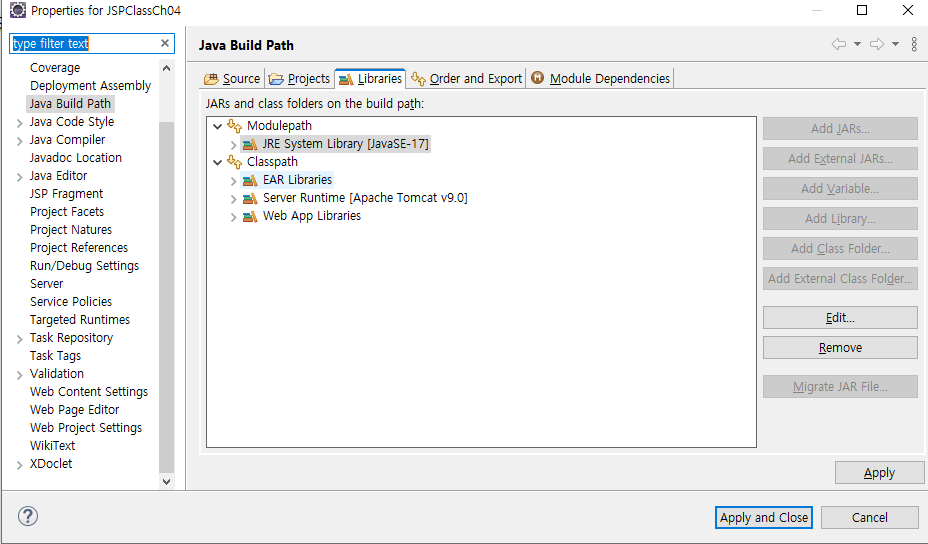 Properties for JSPClassCh04
type filter text
Coverage
Deployment Assembly
Java Build Path
Java Code Style
Java Compiler
Javadoc Location
Java Editor
JSP Fragment
Project Facets
Project Natures
Project References
Run/Debug Settings
Server
Service Policies
Targeted Runtimes
Task Repository
Task Tags
Validation
Web Content Settings
Web Page Editor
Web Project Settings
WikiText
XDoclet
Java Build Path
Source
Projects
Libraries
Order and Export
Module Dependencies
JARs and class folders on the build path:
Modulepath
JRE System Library [JavaSE-17]
Classpath
EAR Libraries
Server Runtime [Apache Tomcat v9.0]
Web App Libraries
Add JARs...
Add External JARs...
Add Variable...
Add Library...
Add Class Folder...
Add External Class Folder...
Edit...
Remove
Migrate JAR File...
Apply
Apply and Close
Cancel